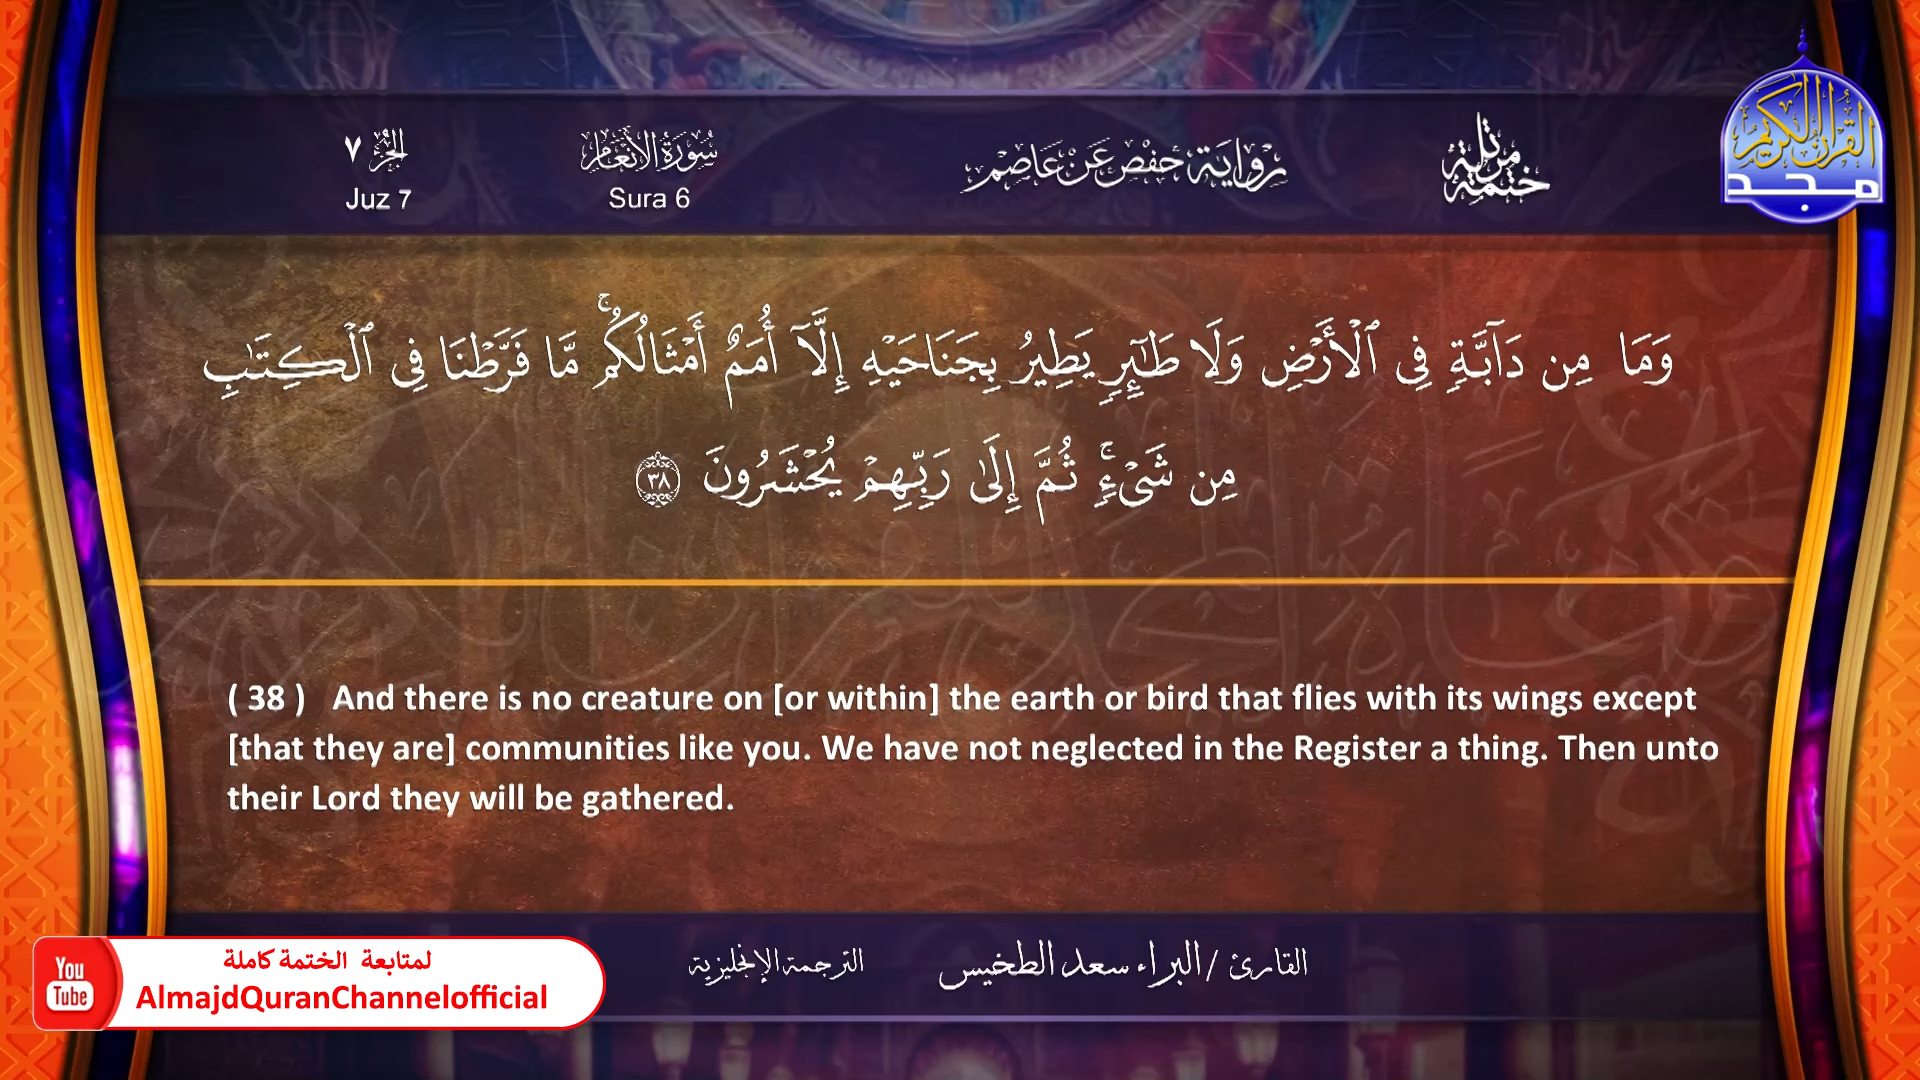 ختمة مرتلة
رواية حفص عن عاصم
سورة الأنعام
Sura 6
الجزء ٧
Juz 7
القرآن الكريم
مجد
وَمَا مِن دَآبَّةٍ فِى ٱلْأَرْضِ وَلَا طَـٰٓئِرٍ يَطِيرُ بِجَنَاحَيْهِ إِلَّآ أُمَمٌ أَمْثَالُكُم ۚ مَّا فَرَّطْنَا فِى ٱلْكِتَـٰبِ
مِن شَىْءٍ ۚ ثُمَّ إِلَىٰ رَبِّهِمْ يُحْشَرُونَ ٣٨
( 38 ) And there is no creature on [or within] the earth or bird that flies with its wings except
[that they are] communities like you. We have not neglected in the Register a thing. Then unto
their Lord they will be gathered.
القارئ / البراء سعد الطخيس
الترجمة الإنجليزية
You
Tube
لمتابعة الختمة كاملة
AlmajdQuranChannelofficial